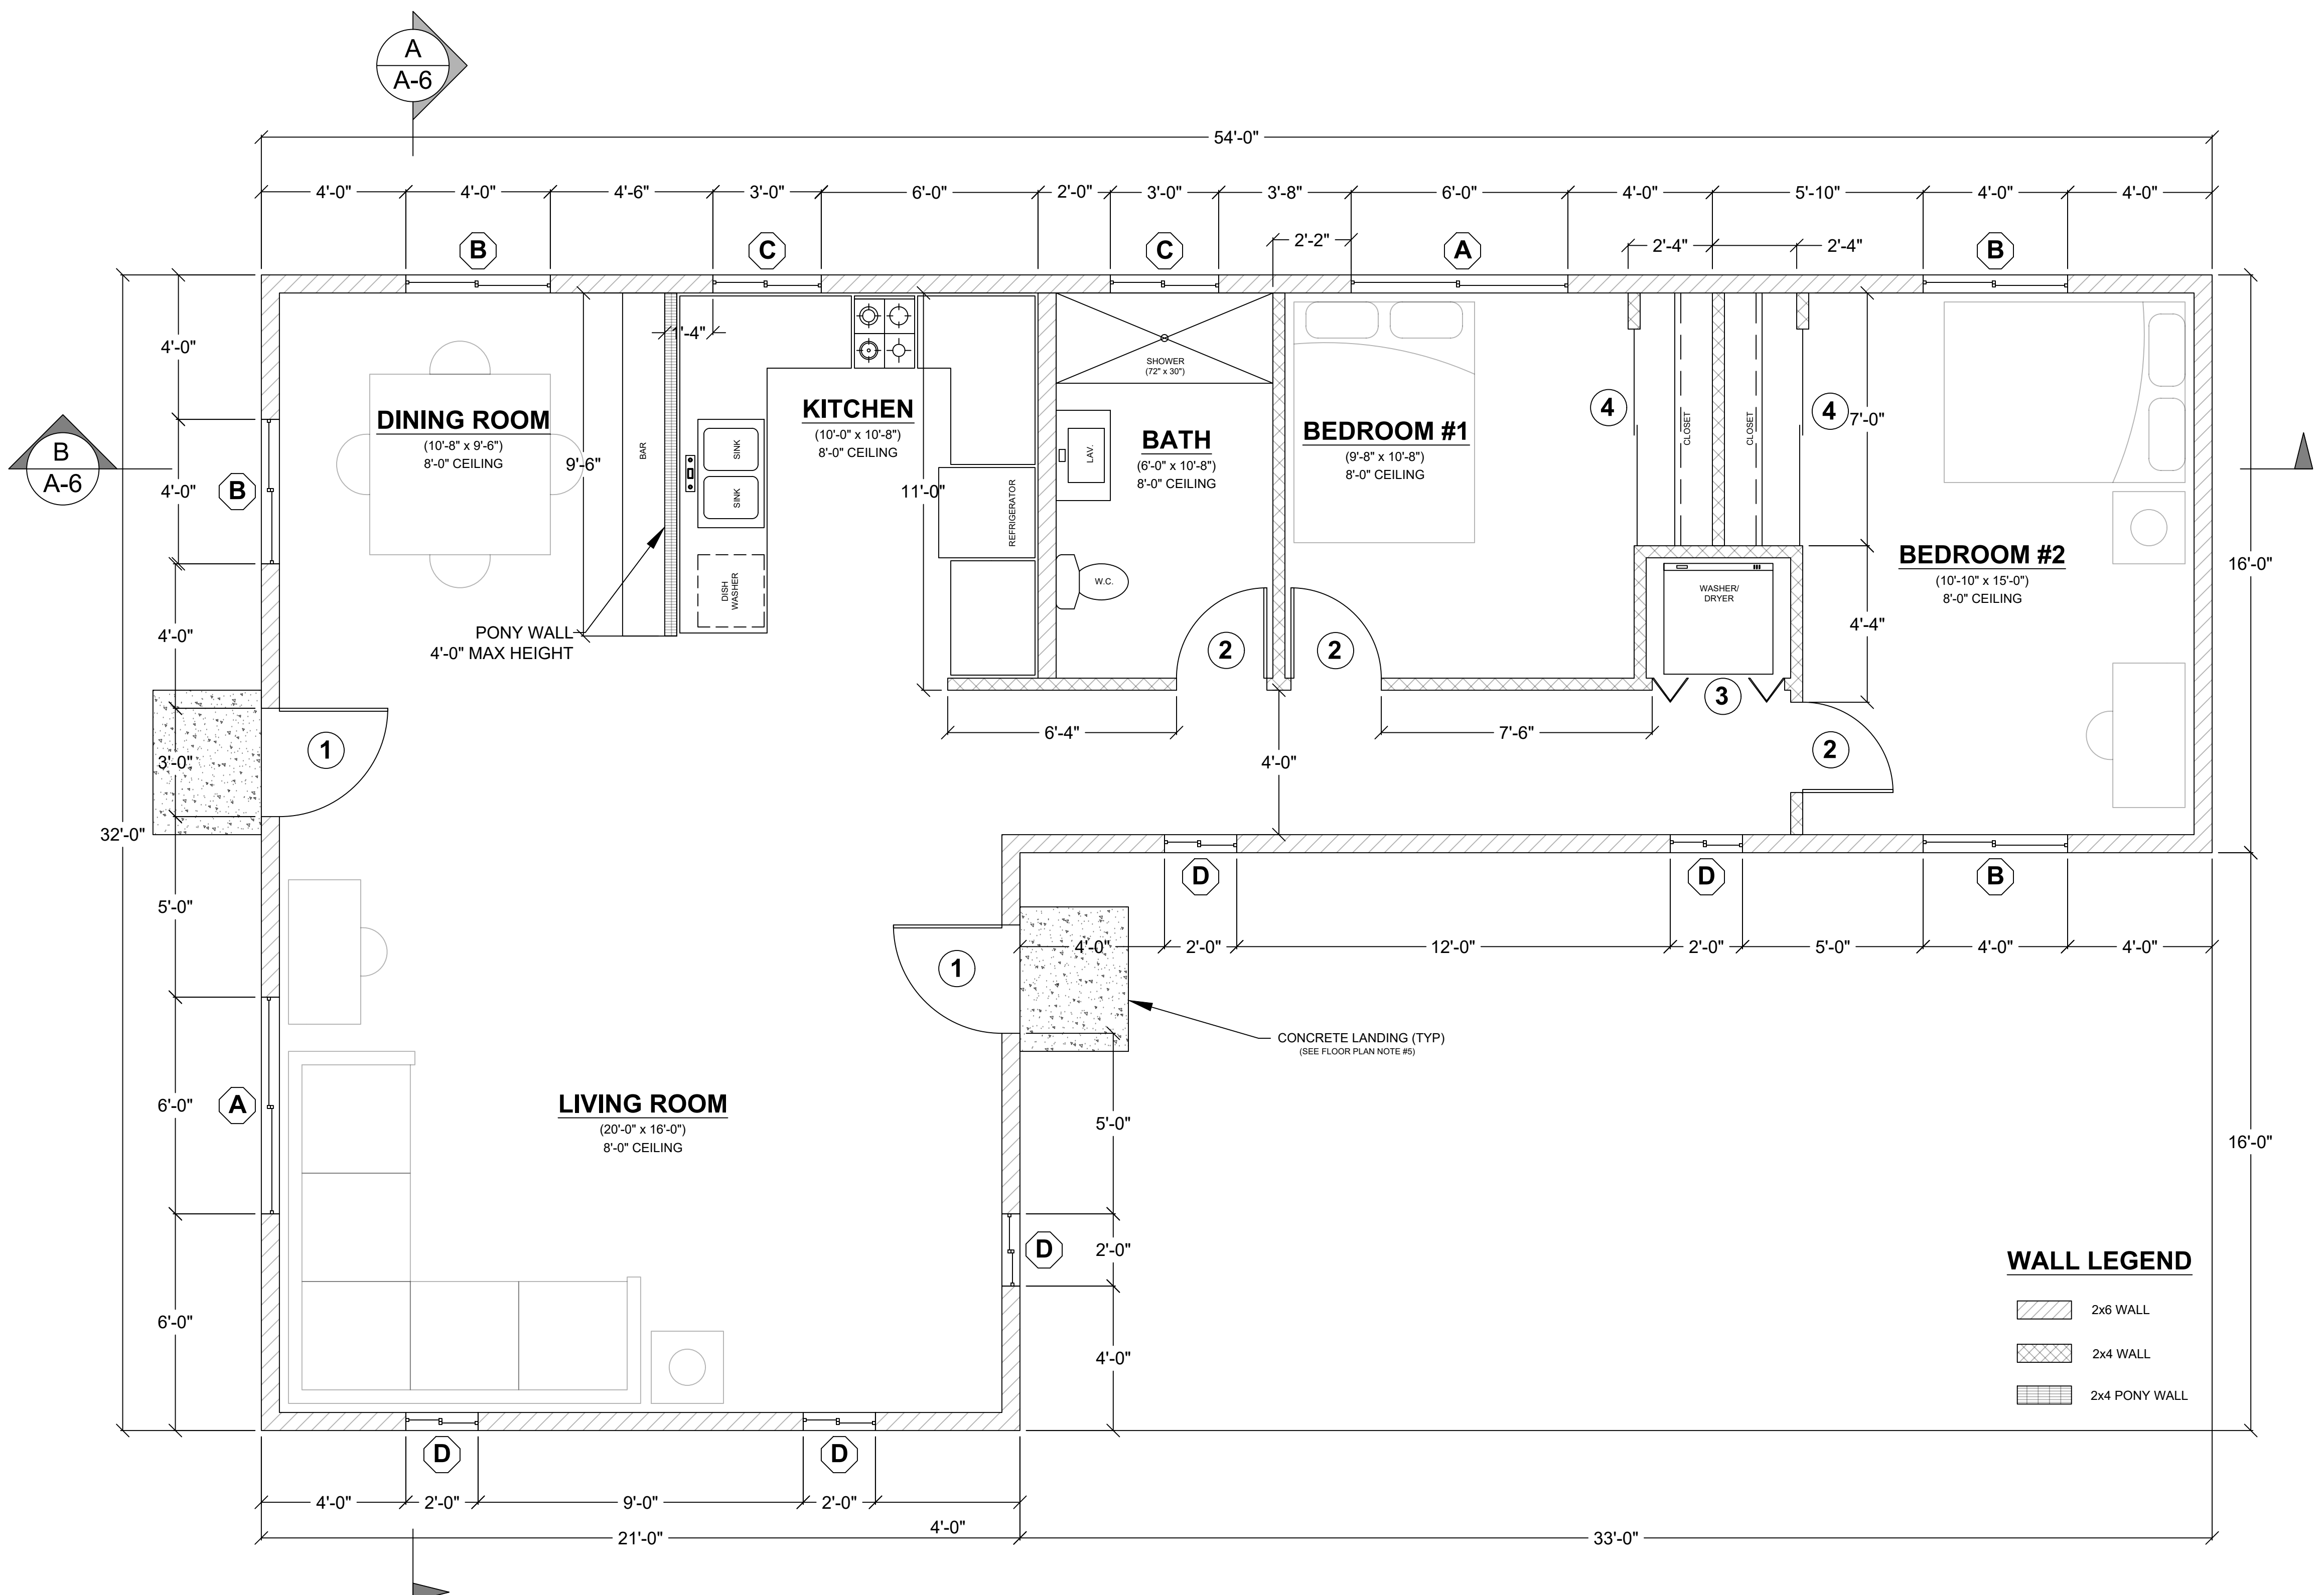 A
A-6
54'-0"
4'-0" 4'-0" 4'-6" 3'-0" 6'-0" 2'-0" 3'-0" 3'-8" 6'-0" 4'-0" 5'-10" 4'-0" 4'-0"
2'-2" 2'-4" 2'-4"
B C C A B
4'-0"
4'-0"
4'-0"
3'-0"
5'-0"
6'-0"
6'-0"
32'-0"
B
A-6
B
A
DINING ROOM
(10'-8" x 9'-6")
8'-0" CEILING
9'-6"
BAR
PONY WALL
4'-0" MAX HEIGHT
'-4"
SINK
SINK
DISH
WASHER
KITCHEN
(10'-0" x 10'-8")
8'-0" CEILING
11'-0"
REFRIGERATOR
SHOWER
(72" x 30")
BATH
(6'-0" x 10'-8")
8'-0" CEILING
LAV.
W.C.
2
BEDROOM #1
(9'-8" x 10'-8")
8'-0" CEILING
2
4
CLOSET
CLOSET
4
7'-0"
WASHER/
DRYER
3
4'-4"
BEDROOM #2
(10'-10" x 15'-0")
8'-0" CEILING
2
16'-0"
16'-0"
6'-4"
7'-6"
4'-0"
1
D D B
4'-0" 2'-0" 12'-0" 2'-0" 5'-0" 4'-0" 4'-0"
1
CONCRETE LANDING (TYP)
(SEE FLOOR PLAN NOTE #5)
LIVING ROOM
(20'-0" x 16'-0")
8'-0" CEILING
5'-0"
D
2'-0"
4'-0"
WALL LEGEND
2x6 WALL
2x4 WALL
2x4 PONY WALL
D D
4'-0" 2'-0" 9'-0" 2'-0"
4'-0"
21'-0" 33'-0"